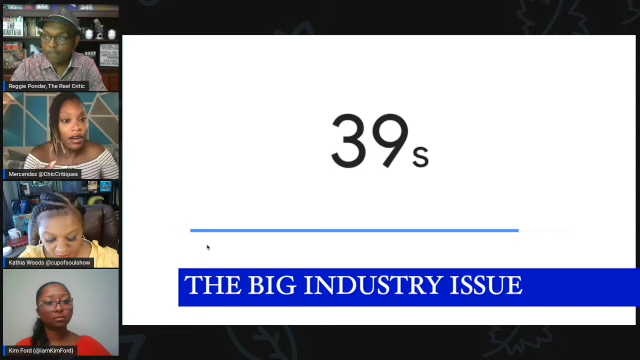 Reggie Ponder, The Reel Critic
Mercendez @ChicCritiques
Kathia Woods @cupofsoulshow
Kim Ford (@iamKimFord)
39s
THE BIG INDUSTRY ISSUE